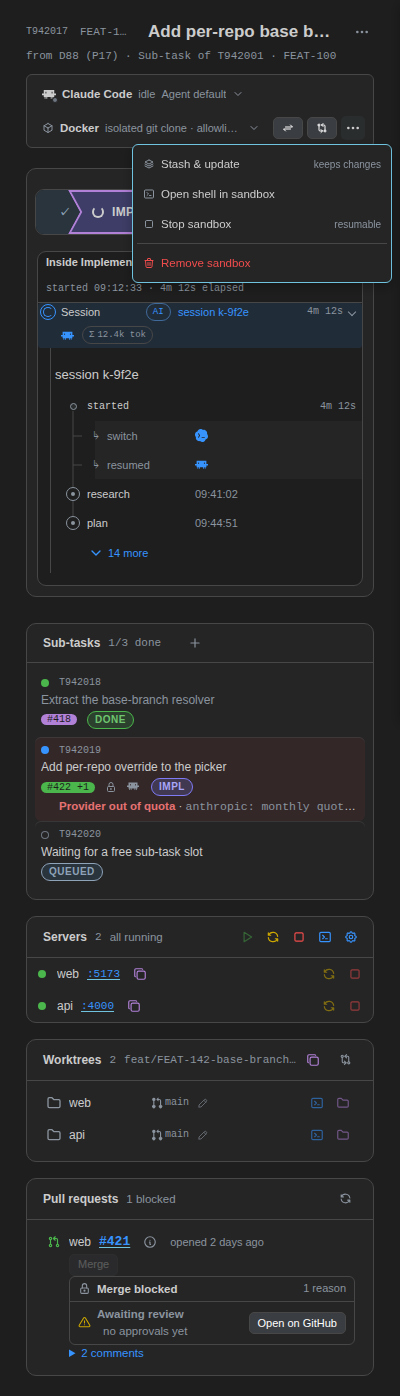 T942017 FEAT-1… Add per-repo base b… ···
from D88 (P17) · Sub-task of T942001 · FEAT-100
Claude Code idle Agent default
Docker isolated git clone · allowli… ···
Stash & update keeps changes
Open shell in sandbox
Stop sandbox resumable
Remove sandbox
✓ IMP
Inside Implemen
started 09:12:33 · 4m 12s elapsed
Session AI session k-9f2e 4m 12s
Σ 12.4k tok
session k-9f2e
started 4m 12s
↳ switch
↳ resumed
research 09:41:02
plan 09:44:51
14 more
Sub-tasks 1/3 done +
T942018
Extract the base-branch resolver
#418 DONE
T942019
Add per-repo override to the picker
#422 +1 IMPL
Provider out of quota · anthropic: monthly quot…
T942020
Waiting for a free sub-task slot
QUEUED
Servers 2 all running
web :5173
api :4000
Worktrees 2 feat/FEAT-142-base-branch…
web main
api main
Pull requests 1 blocked
web #421 opened 2 days ago
Merge
Merge blocked 1 reason
Awaiting review
no approvals yet
Open on GitHub
2 comments